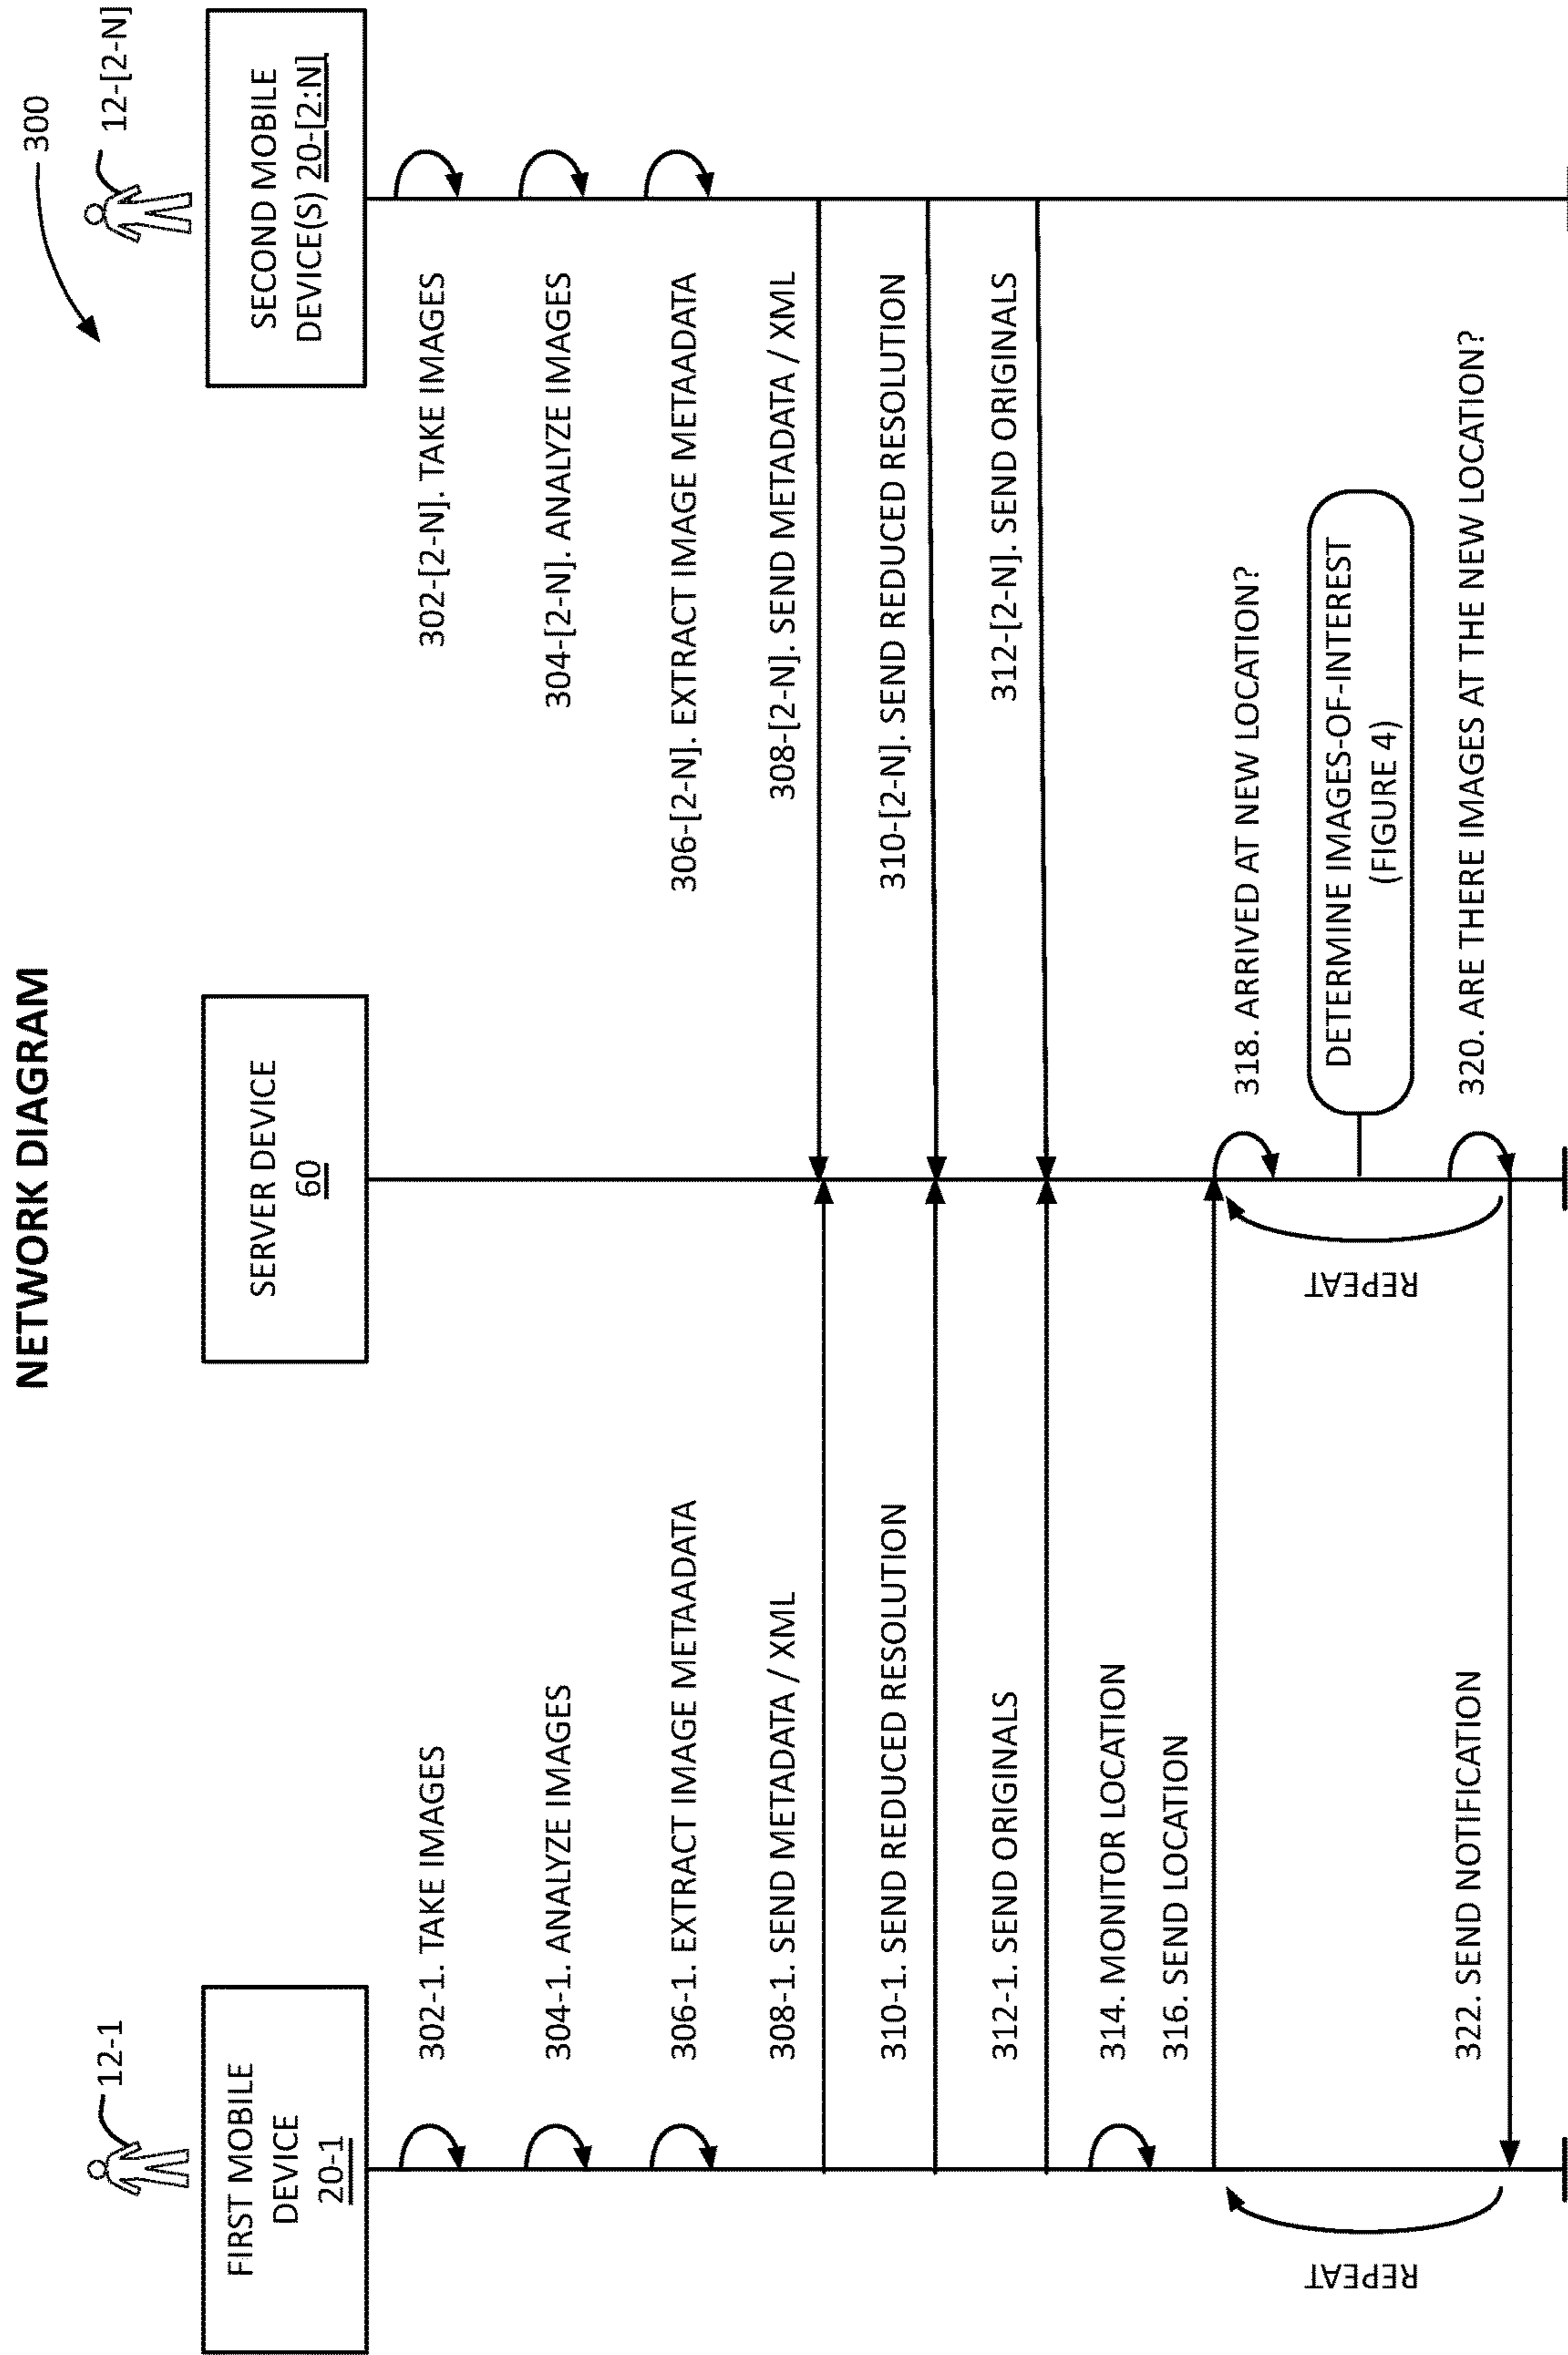 NETWORK DIAGRAM
300
12-1
12-[2-N]
FIRST MOBILE
DEVICE
20-1
SERVER DEVICE
60
SECOND MOBILE
DEVICE(S) 20-[2:N]
302-1. TAKE IMAGES
302-[2-N]. TAKE IMAGES
304-1. ANALYZE IMAGES
304-[2-N]. ANALYZE IMAGES
306-1. EXTRACT IMAGE METAADATA
306-[2-N]. EXTRACT IMAGE METAADATA
308-1. SEND METADATA / XML
308-[2-N]. SEND METADATA / XML
310-1. SEND REDUCED RESOLUTION
310-[2-N]. SEND REDUCED RESOLUTION
312-1. SEND ORIGINALS
312-[2-N]. SEND ORIGINALS
314. MONITOR LOCATION
316. SEND LOCATION
318. ARRIVED AT NEW LOCATION?
REPEAT
REPEAT
DETERMINE IMAGES-OF-INTEREST
(FIGURE 4)
320. ARE THERE IMAGES AT THE NEW LOCATION?
322. SEND NOTIFICATION